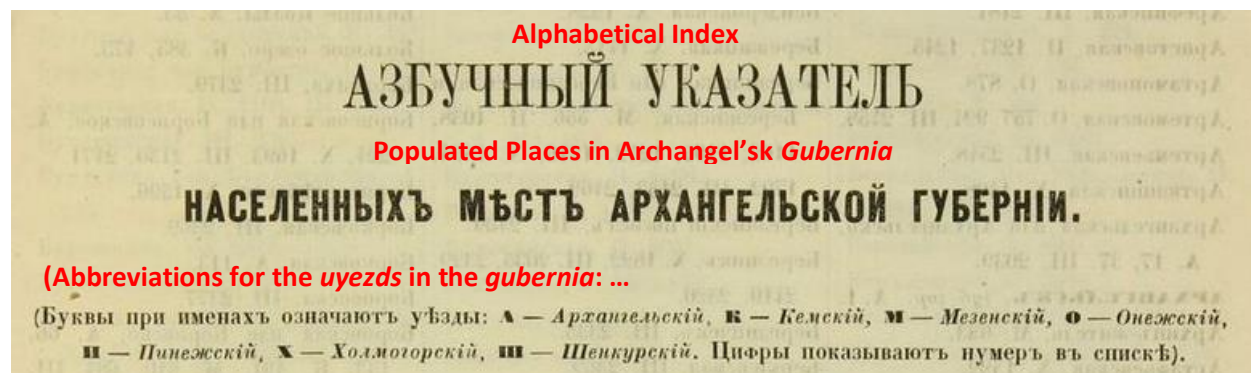 Alphabetical Index
АЗБУЧНЫЙ УКАЗАТЕЛЬ
Populated Places in Archangel’sk Gubernia
НАСЕЛЕННЫХЪ МѢСТЪ АРХАНГЕЛЬСКОЙ ГУБЕРНІИ.
(Abbreviations for the uyezds in the gubernia: …
(Буквы при именахъ означаютъ уѣзды: А — Архангельскій, К — Кемскій, М — Мезенскій, О — Онежскій,
П — Пинежскій, Х — Холмогорскій, Ш — Шенкурскій. Цифры показываютъ нумеръ въ спискѣ).